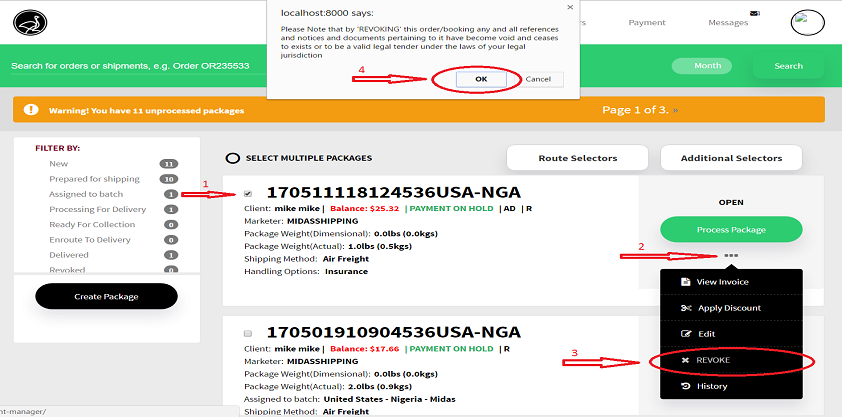 localhost:8000 says:
Please Note that by 'REVOKING' this order/booking any and all references
and notices and documents pertaining to it have become void and ceases
to exists or to be a valid legal tender under the laws of your legal
jurisdiction
4
OK
Cancel
Payment
Messages
Search for orders or shipments, e.g. Order OR235533
Month
Search
Warning! You have 11 unprocessed packages
Page 1 of 3. »
FILTER BY:
New 11
Prepared for shipping 10
Assigned to batch 1
Processing For Delivery 1
Ready For Collection 0
Enroute To Delivery 0
Delivered 1
Revoked 0
Create Package
SELECT MULTIPLE PACKAGES
Route Selectors
Additional Selectors
1
170511118124536USA-NGA
Client: mike mike | Balance: $25.32 | PAYMENT ON HOLD | AD | R
Marketer: MIDASSHIPPING
Package Weight(Dimensional): 0.0lbs (0.0kgs)
Package Weight(Actual): 1.0lbs (0.5kgs)
Shipping Method: Air Freight
Handling Options: Insurance
OPEN
Process Package
2
View Invoice
Apply Discount
Edit
3
REVOKE
History
170501910904536USA-NGA
Client: mike mike | Balance: $17.66 | PAYMENT ON HOLD | R
Marketer: MIDASSHIPPING
Package Weight(Dimensional): 0.0lbs (0.0kgs)
Package Weight(Actual): 2.0lbs (0.9kgs)
Assigned to batch: United States - Nigeria - Midas
Shipping Method: Air Freight
nt-manager/